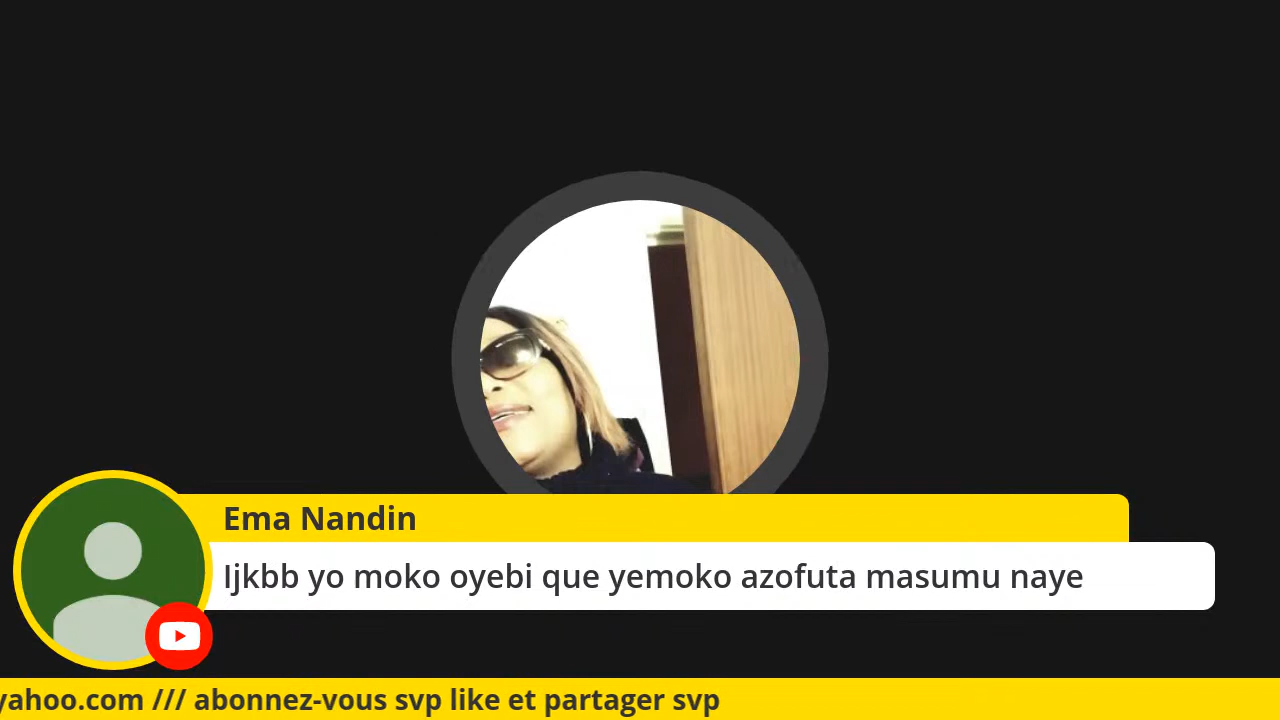 Ema Nandin
Ijkbb yo moko oyebi que yemoko azofuta masumu naye
yahoo.com /// abonnez-vous svp like et partager svp